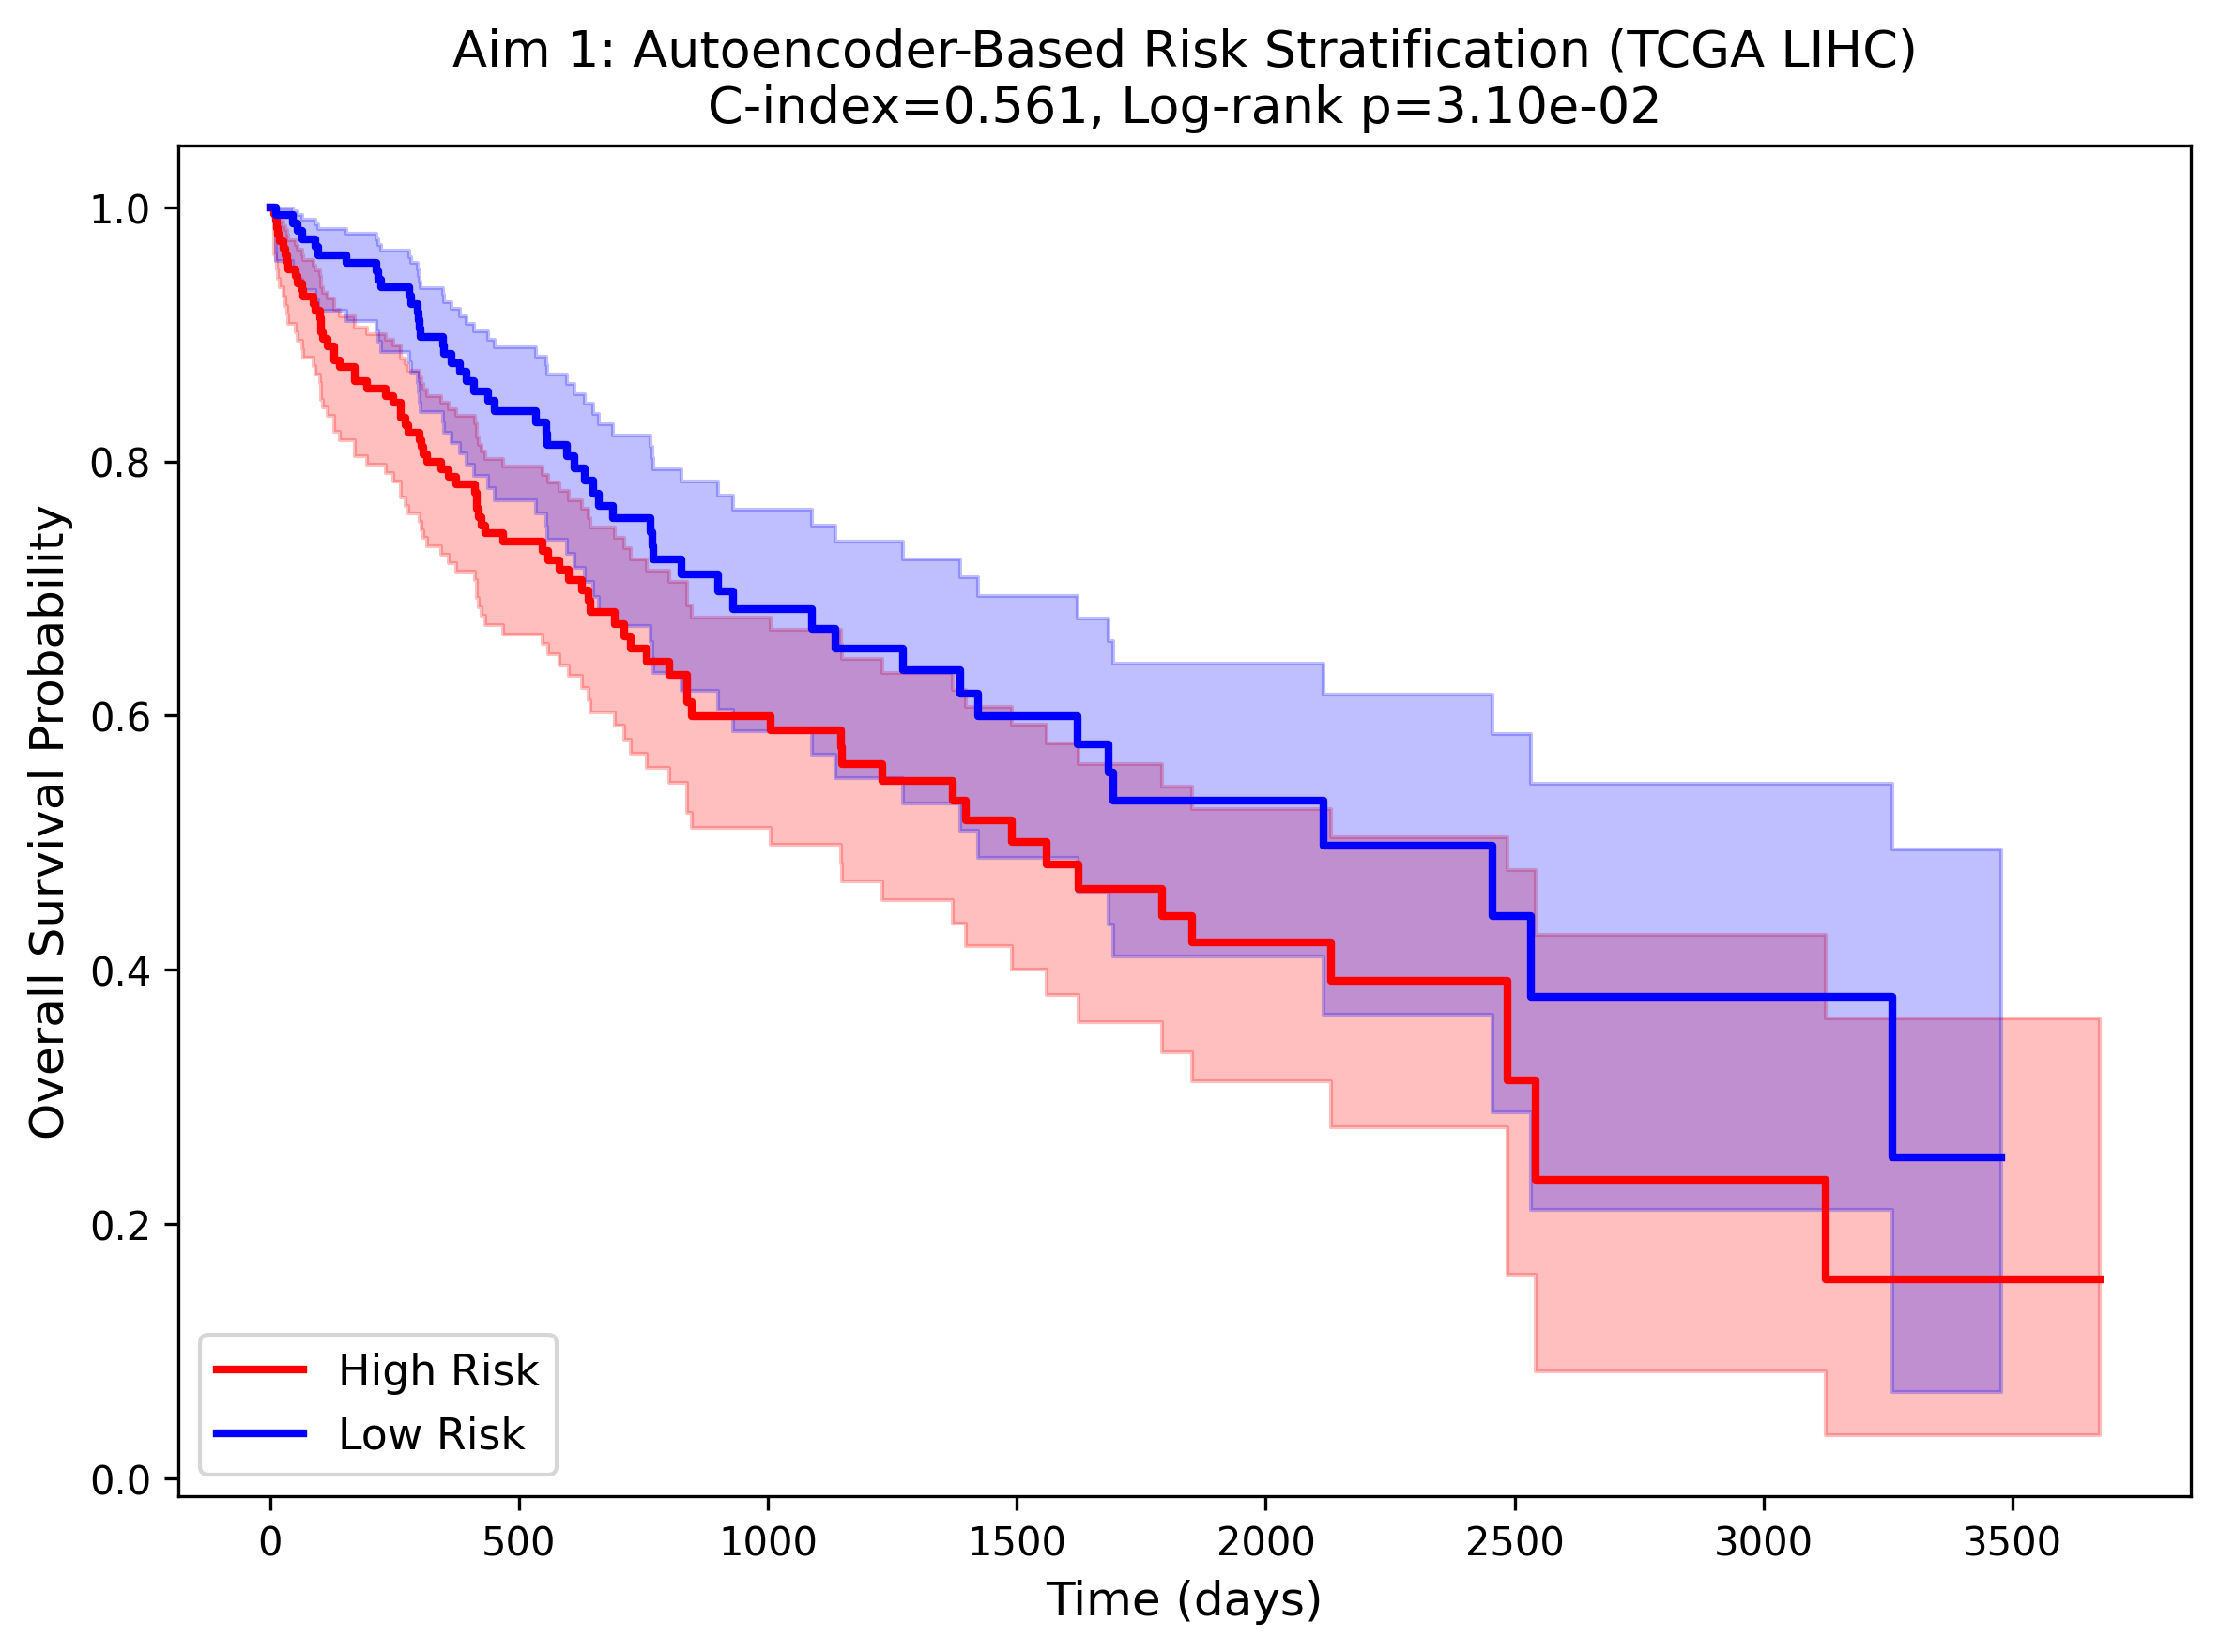 Aim 1: Autoencoder-Based Risk Stratification (TCGA LIHC)
C-index=0.561, Log-rank p=3.10e-02
Overall Survival Probability
1.0
0.8
0.6
0.4
0.2
0.0
High Risk
Low Risk
0 500 1000 1500 2000 2500 3000 3500
Time (days)